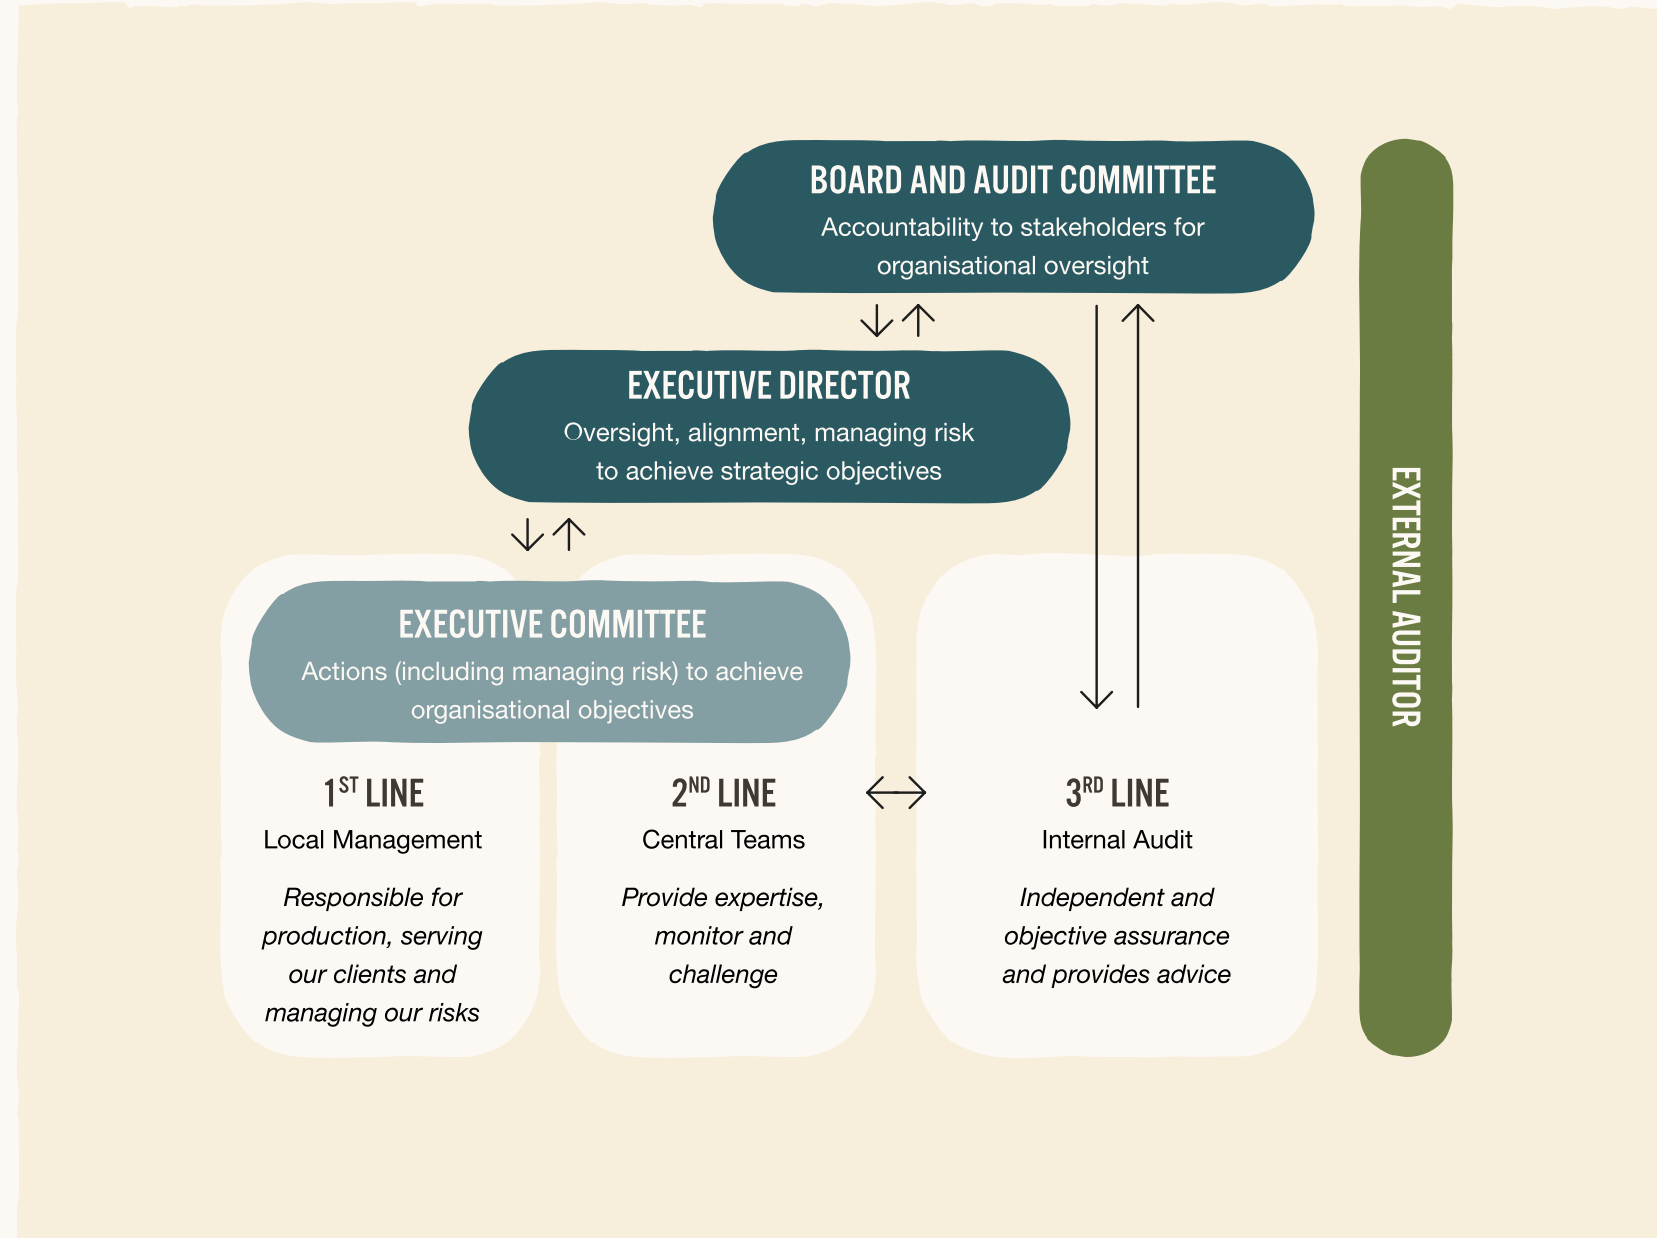 BOARD AND AUDIT COMMITTEE
Accountability to stakeholders for
organisational oversight
EXECUTIVE DIRECTOR
Oversight, alignment, managing risk
to achieve strategic objectives
EXECUTIVE COMMITTEE
Actions (including managing risk) to achieve
organisational objectives
1ST LINE
Local Management
Responsible for
production, serving
our clients and
managing our risks
2ND LINE
Central Teams
Provide expertise,
monitor and
challenge
3RD LINE
Internal Audit
Independent and
objective assurance
and provides advice
EXTERNAL AUDITOR